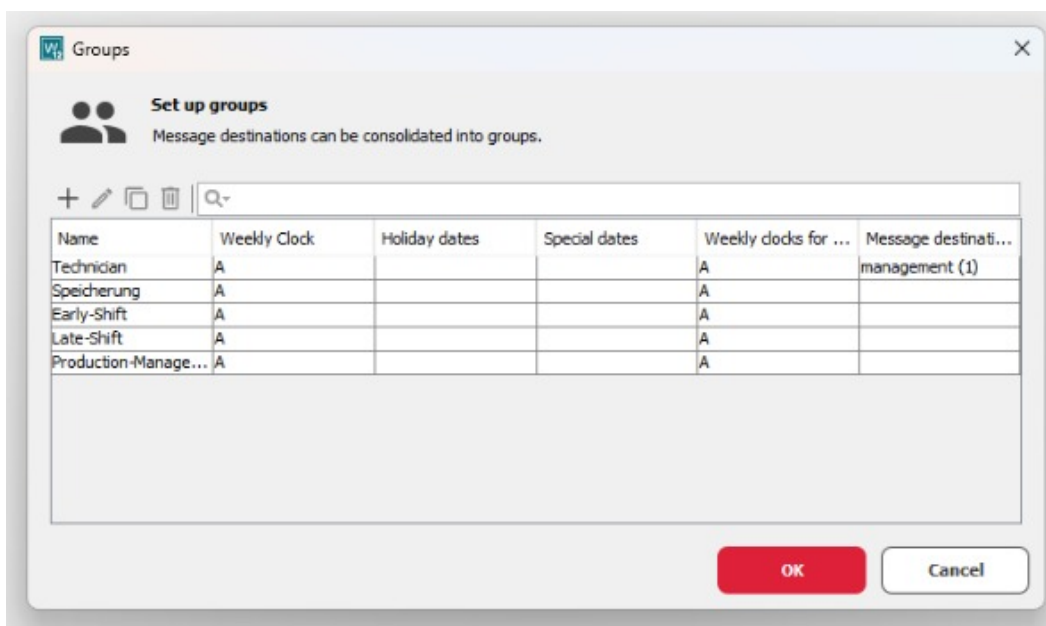 Groups
Set up groups
Message destinations can be consolidated into groups.
Name Weekly Clock Holiday dates Special dates Weekly clocks for ... Message destinati...
Technician A A management (1)
Speicherung A A
Early-Shift A A
Late-Shift A A
Production-Manage... A A
OK Cancel